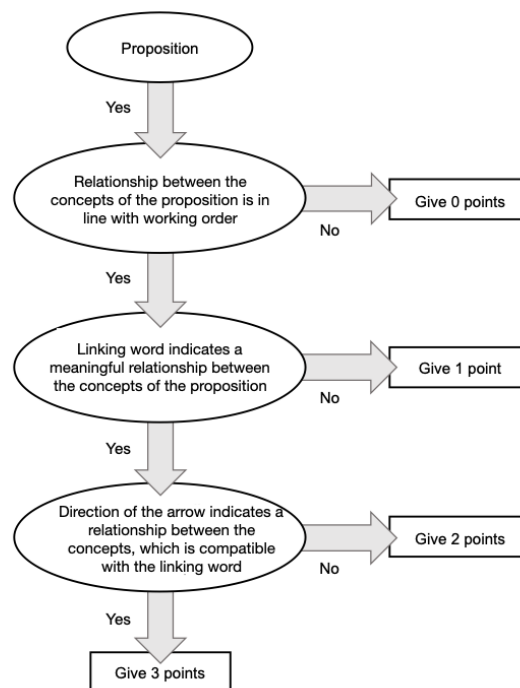 Proposition
Yes
Relationship between the
concepts of the proposition is in
line with working order
Give 0 points
No
Yes
Linking word indicates a
meaningful relationship between
the concepts of the proposition
Give 1 point
No
Yes
Direction of the arrow indicates a
relationship between the
concepts, which is compatible
with the linking word
Give 2 points
No
Yes
Give 3 points